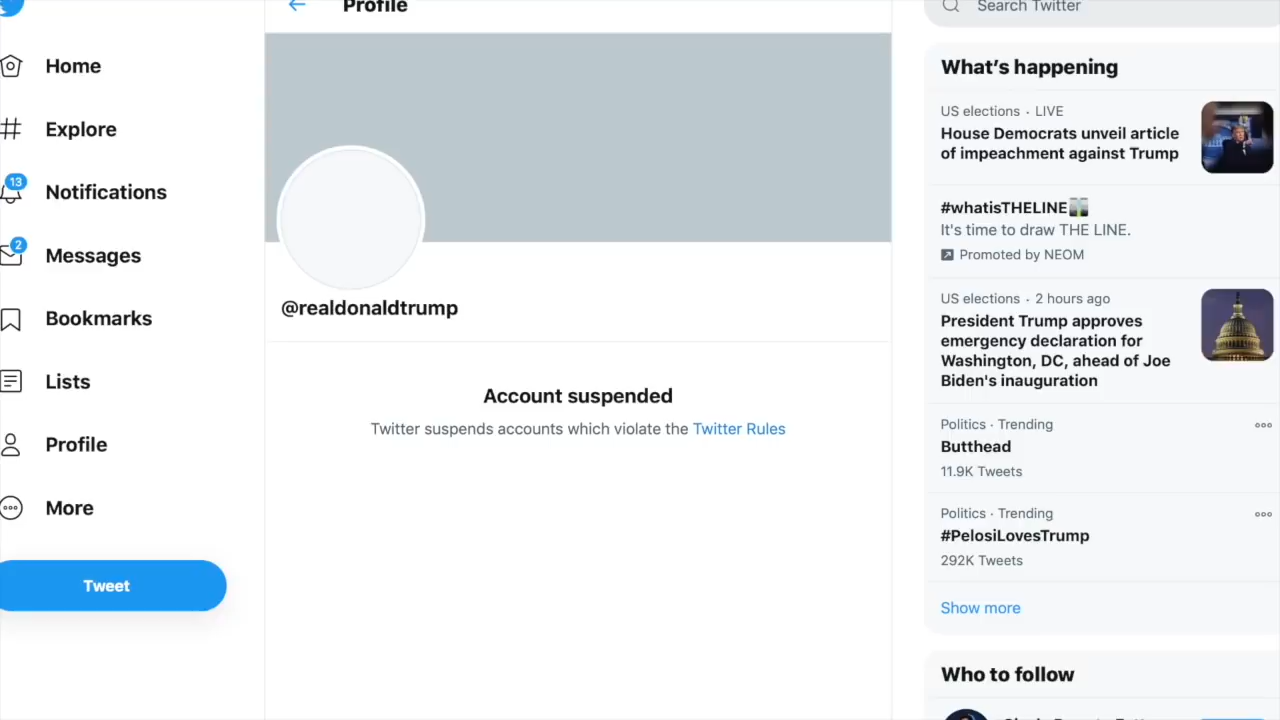 Profile
Search Twitter
Home
Explore
13
Notifications
2
Messages
Bookmarks
Lists
Profile
More
Tweet
@realdonaldtrump
Account suspended
Twitter suspends accounts which violate the Twitter Rules
What’s happening
US elections · LIVE
House Democrats unveil article
of impeachment against Trump
#whatisTHELINE
It's time to draw THE LINE.
Promoted by NEOM
US elections · 2 hours ago
President Trump approves
emergency declaration for
Washington, DC, ahead of Joe
Biden's inauguration
Politics · Trending
Butthead
11.9K Tweets
Politics · Trending
#PelosiLovesTrump
292K Tweets
Show more
Who to follow